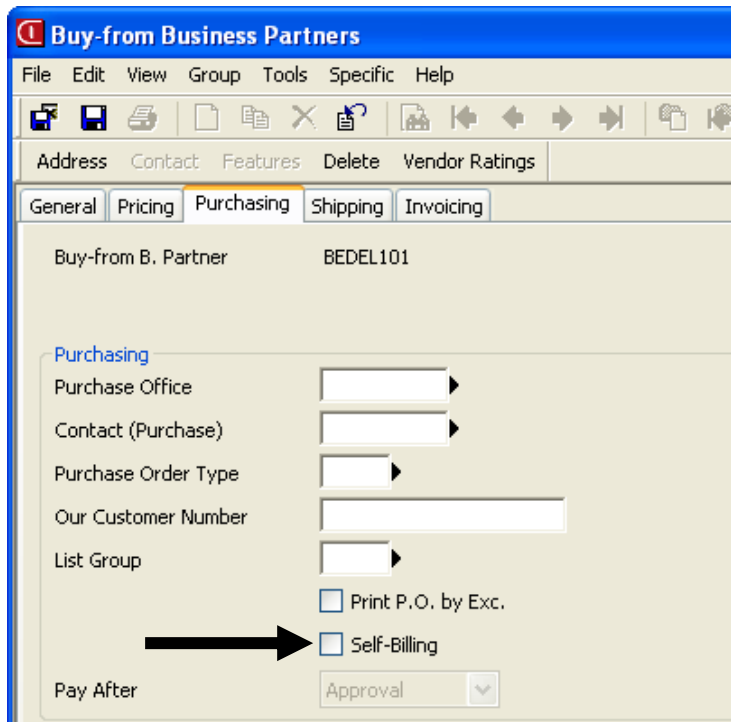 Buy-from Business Partners
File Edit View Group Tools Specific Help
Address Contact Features Delete Vendor Ratings
General Pricing Purchasing Shipping Invoicing
Buy-from B. Partner BEDEL101
Purchasing
Purchase Office
Contact (Purchase)
Purchase Order Type
Our Customer Number
List Group
Print P.O. by Exc.
Self-Billing
Pay After Approval